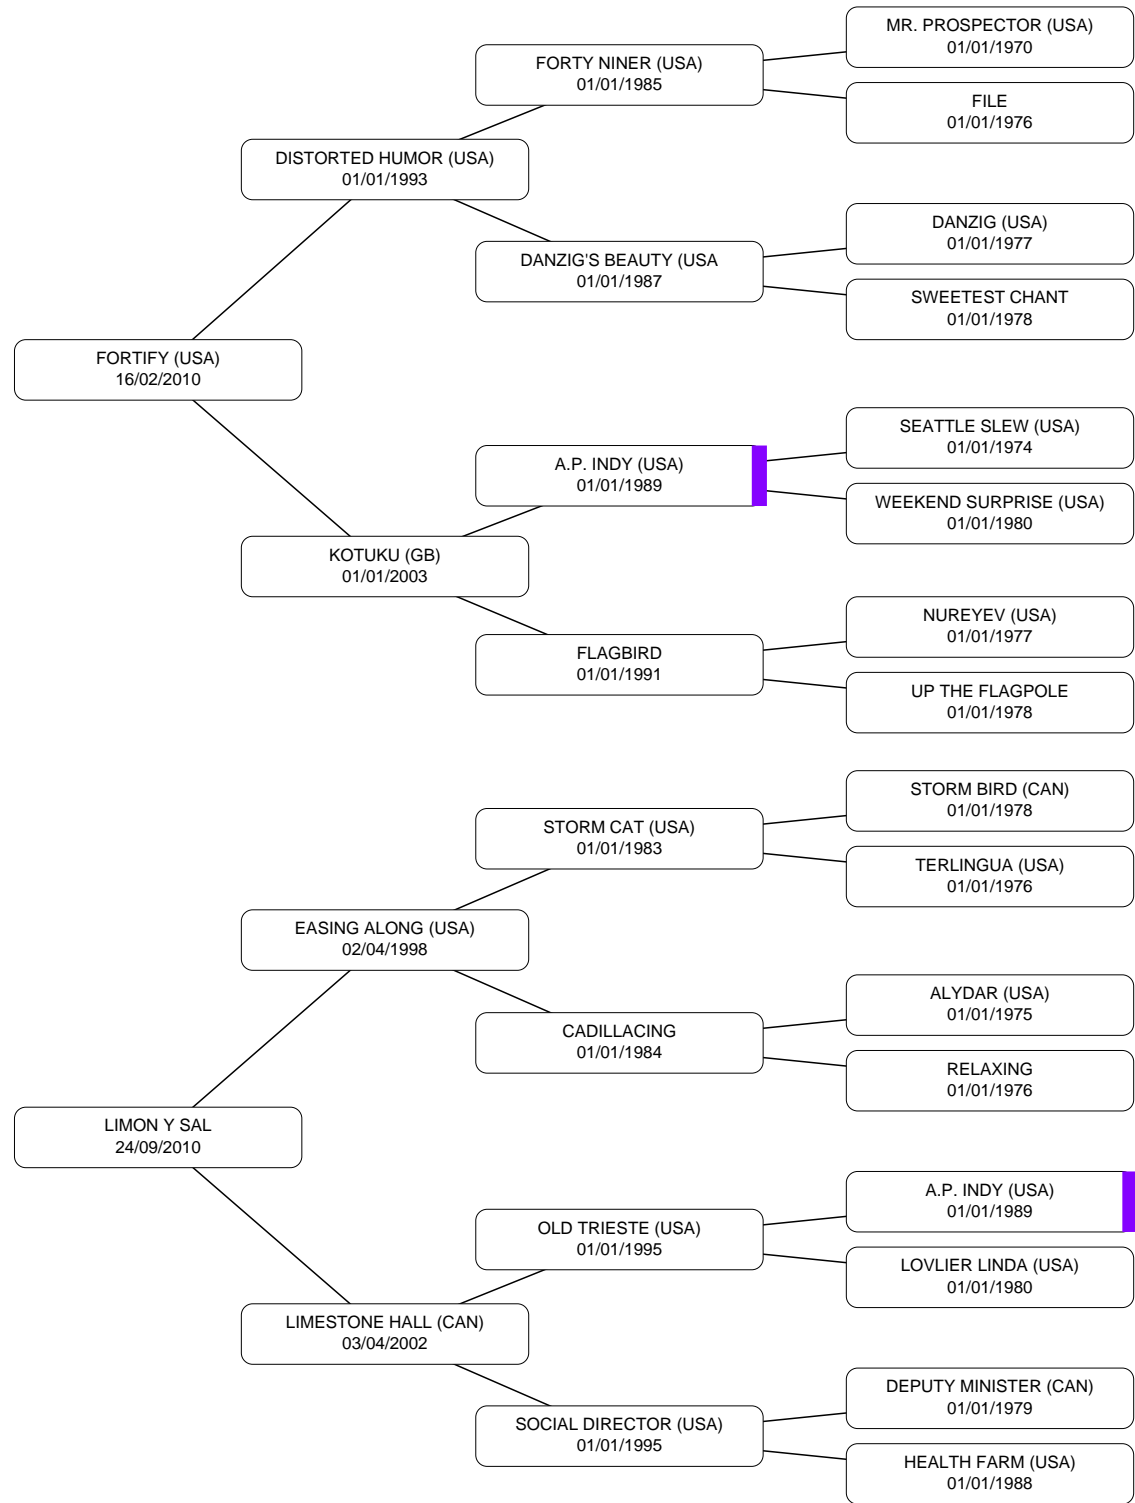 MR. PROSPECTOR (USA)
01/01/1970
FORTY NINER (USA)
01/01/1985
FILE
01/01/1976
DISTORTED HUMOR (USA)
01/01/1993
DANZIG (USA)
01/01/1977
DANZIG'S BEAUTY (USA
01/01/1987
SWEETEST CHANT
01/01/1978
FORTIFY (USA)
16/02/2010
SEATTLE SLEW (USA)
01/01/1974
A.P. INDY (USA)
01/01/1989
WEEKEND SURPRISE (USA)
01/01/1980
KOTUKU (GB)
01/01/2003
NUREYEV (USA)
01/01/1977
FLAGBIRD
01/01/1991
UP THE FLAGPOLE
01/01/1978
STORM BIRD (CAN)
01/01/1978
STORM CAT (USA)
01/01/1983
TERLINGUA (USA)
01/01/1976
EASING ALONG (USA)
02/04/1998
ALYDAR (USA)
01/01/1975
CADILLACING
01/01/1984
RELAXING
01/01/1976
LIMON Y SAL
24/09/2010
A.P. INDY (USA)
01/01/1989
OLD TRIESTE (USA)
01/01/1995
LOVLIER LINDA (USA)
01/01/1980
LIMESTONE HALL (CAN)
03/04/2002
DEPUTY MINISTER (CAN)
01/01/1979
SOCIAL DIRECTOR (USA)
01/01/1995
HEALTH FARM (USA)
01/01/1988